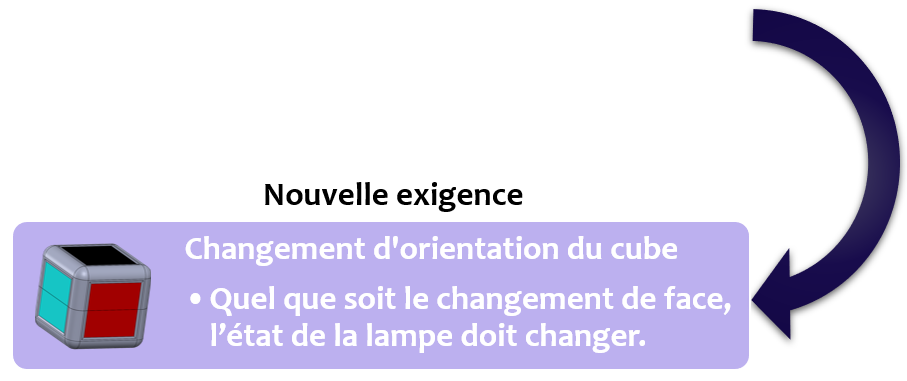 Nouvelle exigence
Changement d'orientation du cube
• Quel que soit le changement de face,
l’état de la lampe doit changer.